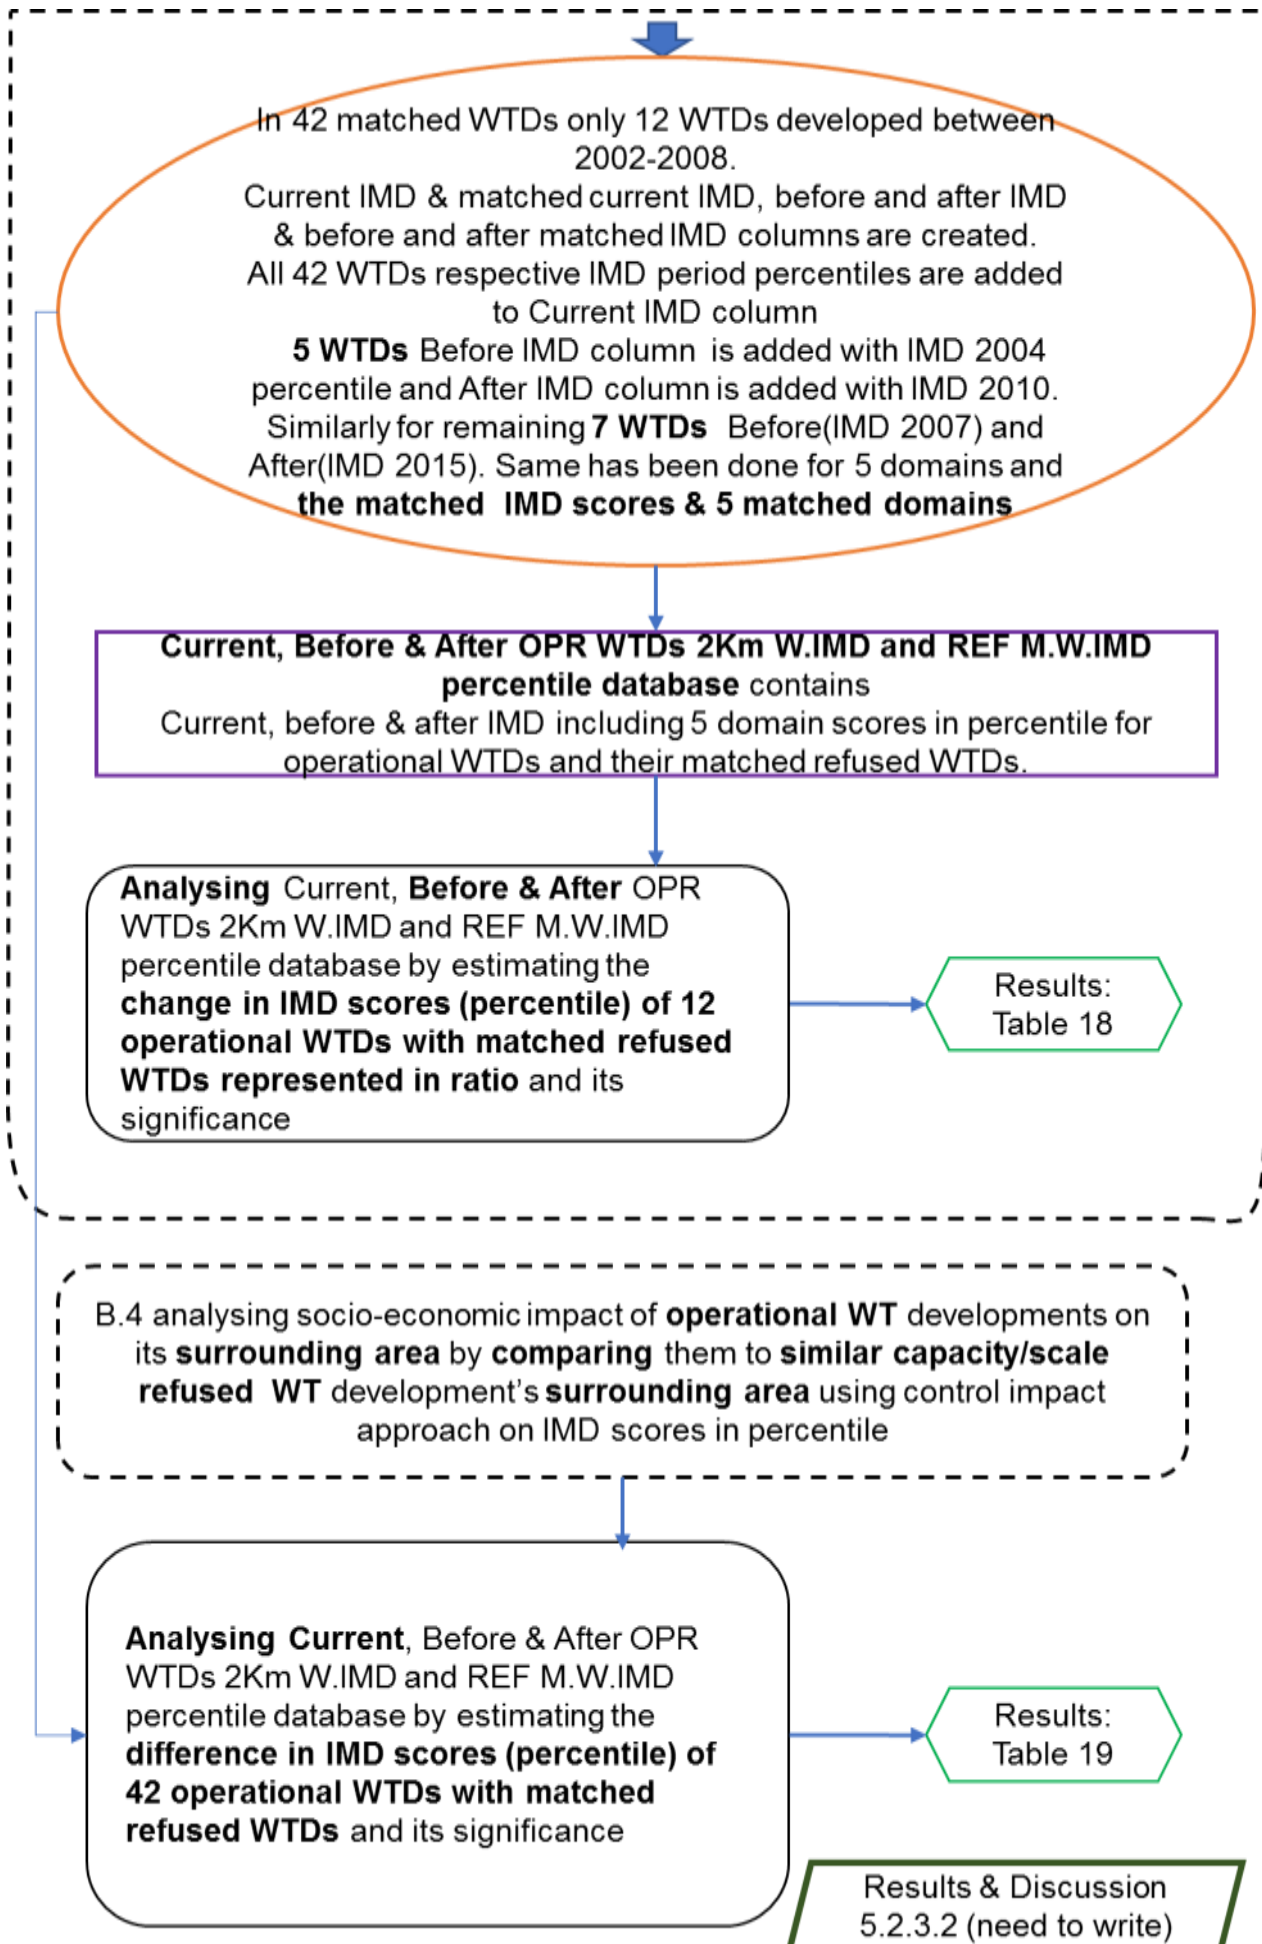 In 42 matched WTDs only 12 WTDs developed between
2002-2008.
Current IMD & matched current IMD, before and after IMD
& before and after matched IMD columns are created.
All 42 WTDs respective IMD period percentiles are added
to Current IMD column
5 WTDs Before IMD column is added with IMD 2004
percentile and After IMD column is added with IMD 2010.
Similarly for remaining 7 WTDs Before(IMD 2007) and
After(IMD 2015). Same has been done for 5 domains and
the matched IMD scores & 5 matched domains
Current, Before & After OPR WTDs 2Km W.IMD and REF M.W.IMD
percentile database contains
Current, before & after IMD including 5 domain scores in percentile for
operational WTDs and their matched refused WTDs.
Analysing Current, Before & After OPR
WTDs 2Km W.IMD and REF M.W.IMD
percentile database by estimating the
change in IMD scores (percentile) of 12
operational WTDs with matched refused
WTDs represented in ratio and its
significance
Results:
Table 18
B.4 analysing socio-economic impact of operational WT developments on
its surrounding area by comparing them to similar capacity/scale
refused WT development's surrounding area using control impact
approach on IMD scores in percentile
Analysing Current, Before & After OPR
WTDs 2Km W.IMD and REF M.W.IMD
percentile database by estimating the
difference in IMD scores (percentile) of
42 operational WTDs with matched
refused WTDs and its significance
Results:
Table 19
Results & Discussion
5.2.3.2 (need to write)